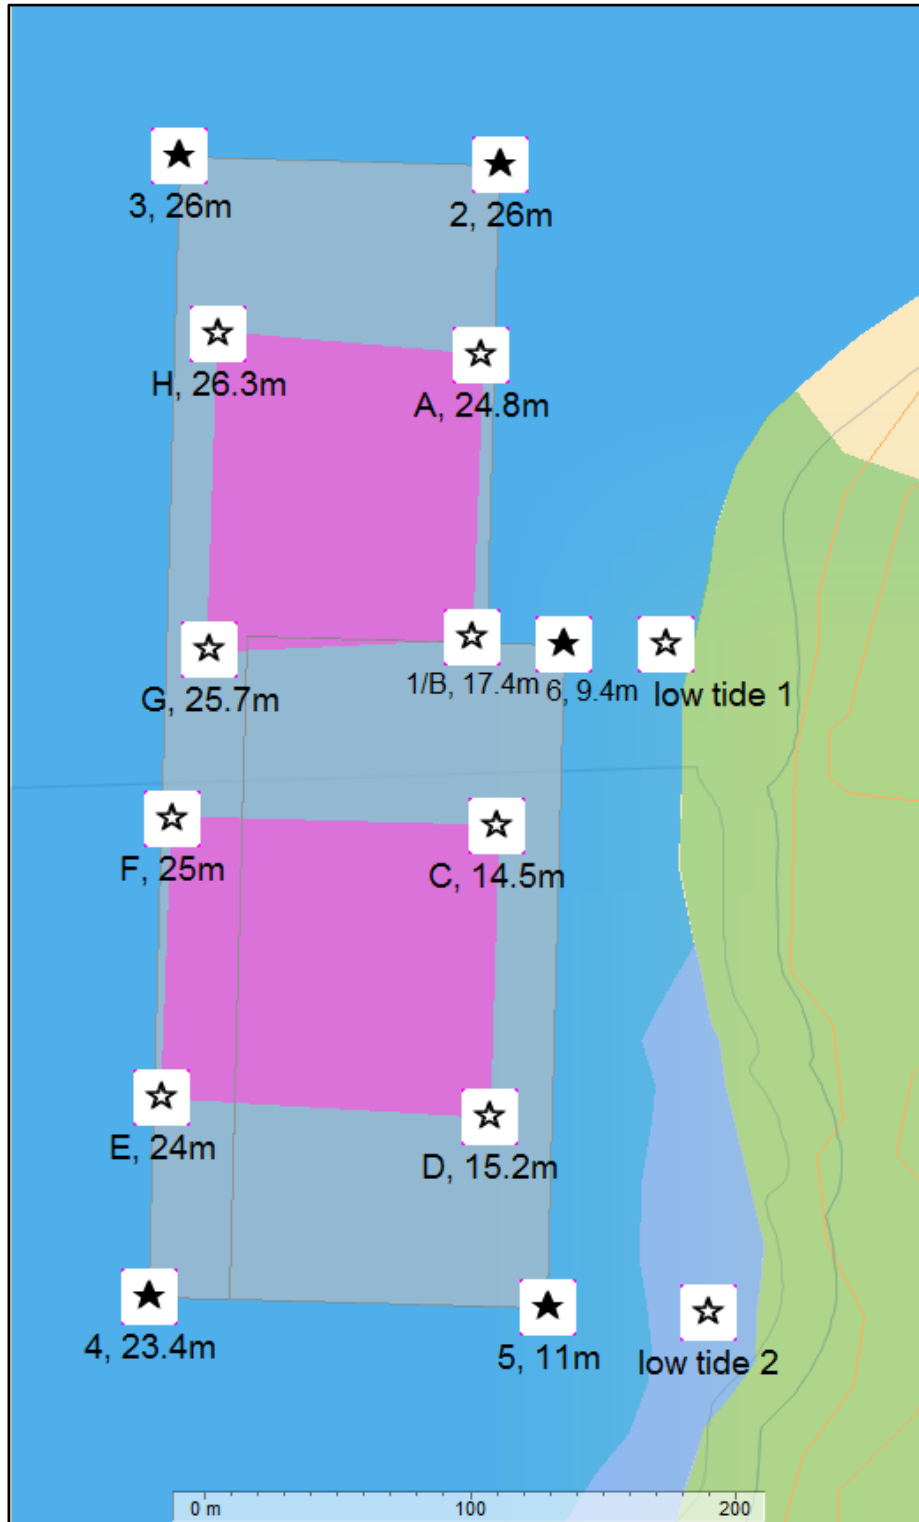 3, 26m
2, 26m
H, 26.3m
A, 24.8m
1/B, 17.4m
6, 9.4m
low tide 1
G, 25.7m
F, 25m
C, 14.5m
E, 24m
D, 15.2m
4, 23.4m
5, 11m
low tide 2
0 m 100 200